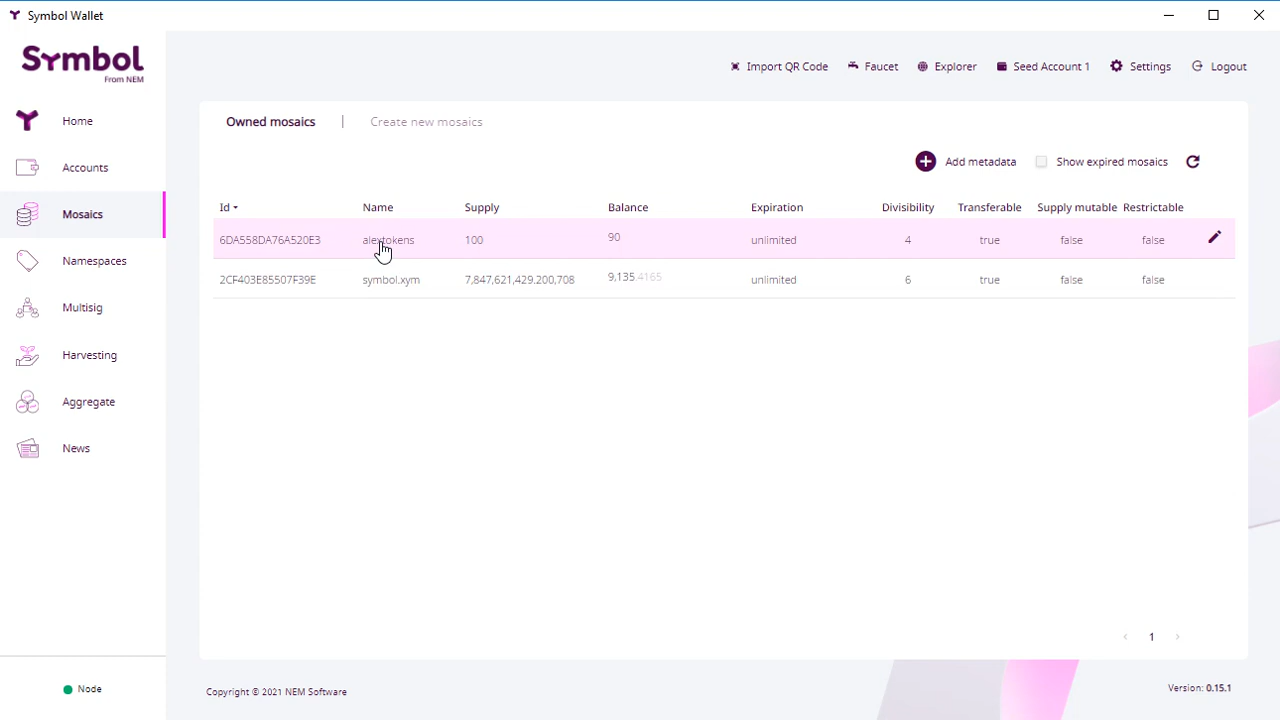 Symbol Wallet
Symbol
From NEM
Import QR Code Faucet Explorer Seed Account 1 Settings Logout
Home
Accounts
Mosaics
Namespaces
Multisig
Harvesting
Aggregate
News
Node
Owned mosaics | Create new mosaics
Add metadata Show expired mosaics
Id Name Supply Balance Expiration Divisibility Transferable Supply mutable Restrictable
6DA558DA76A520E3 alextokens 100 90 unlimited 4 true false false
2CF403E85507F39E symbol.xym 7,847,621,429.200,708 9,135.4165 unlimited 6 true false false
< 1 >
Copyright © 2021 NEM Software
Version: 0.15.1